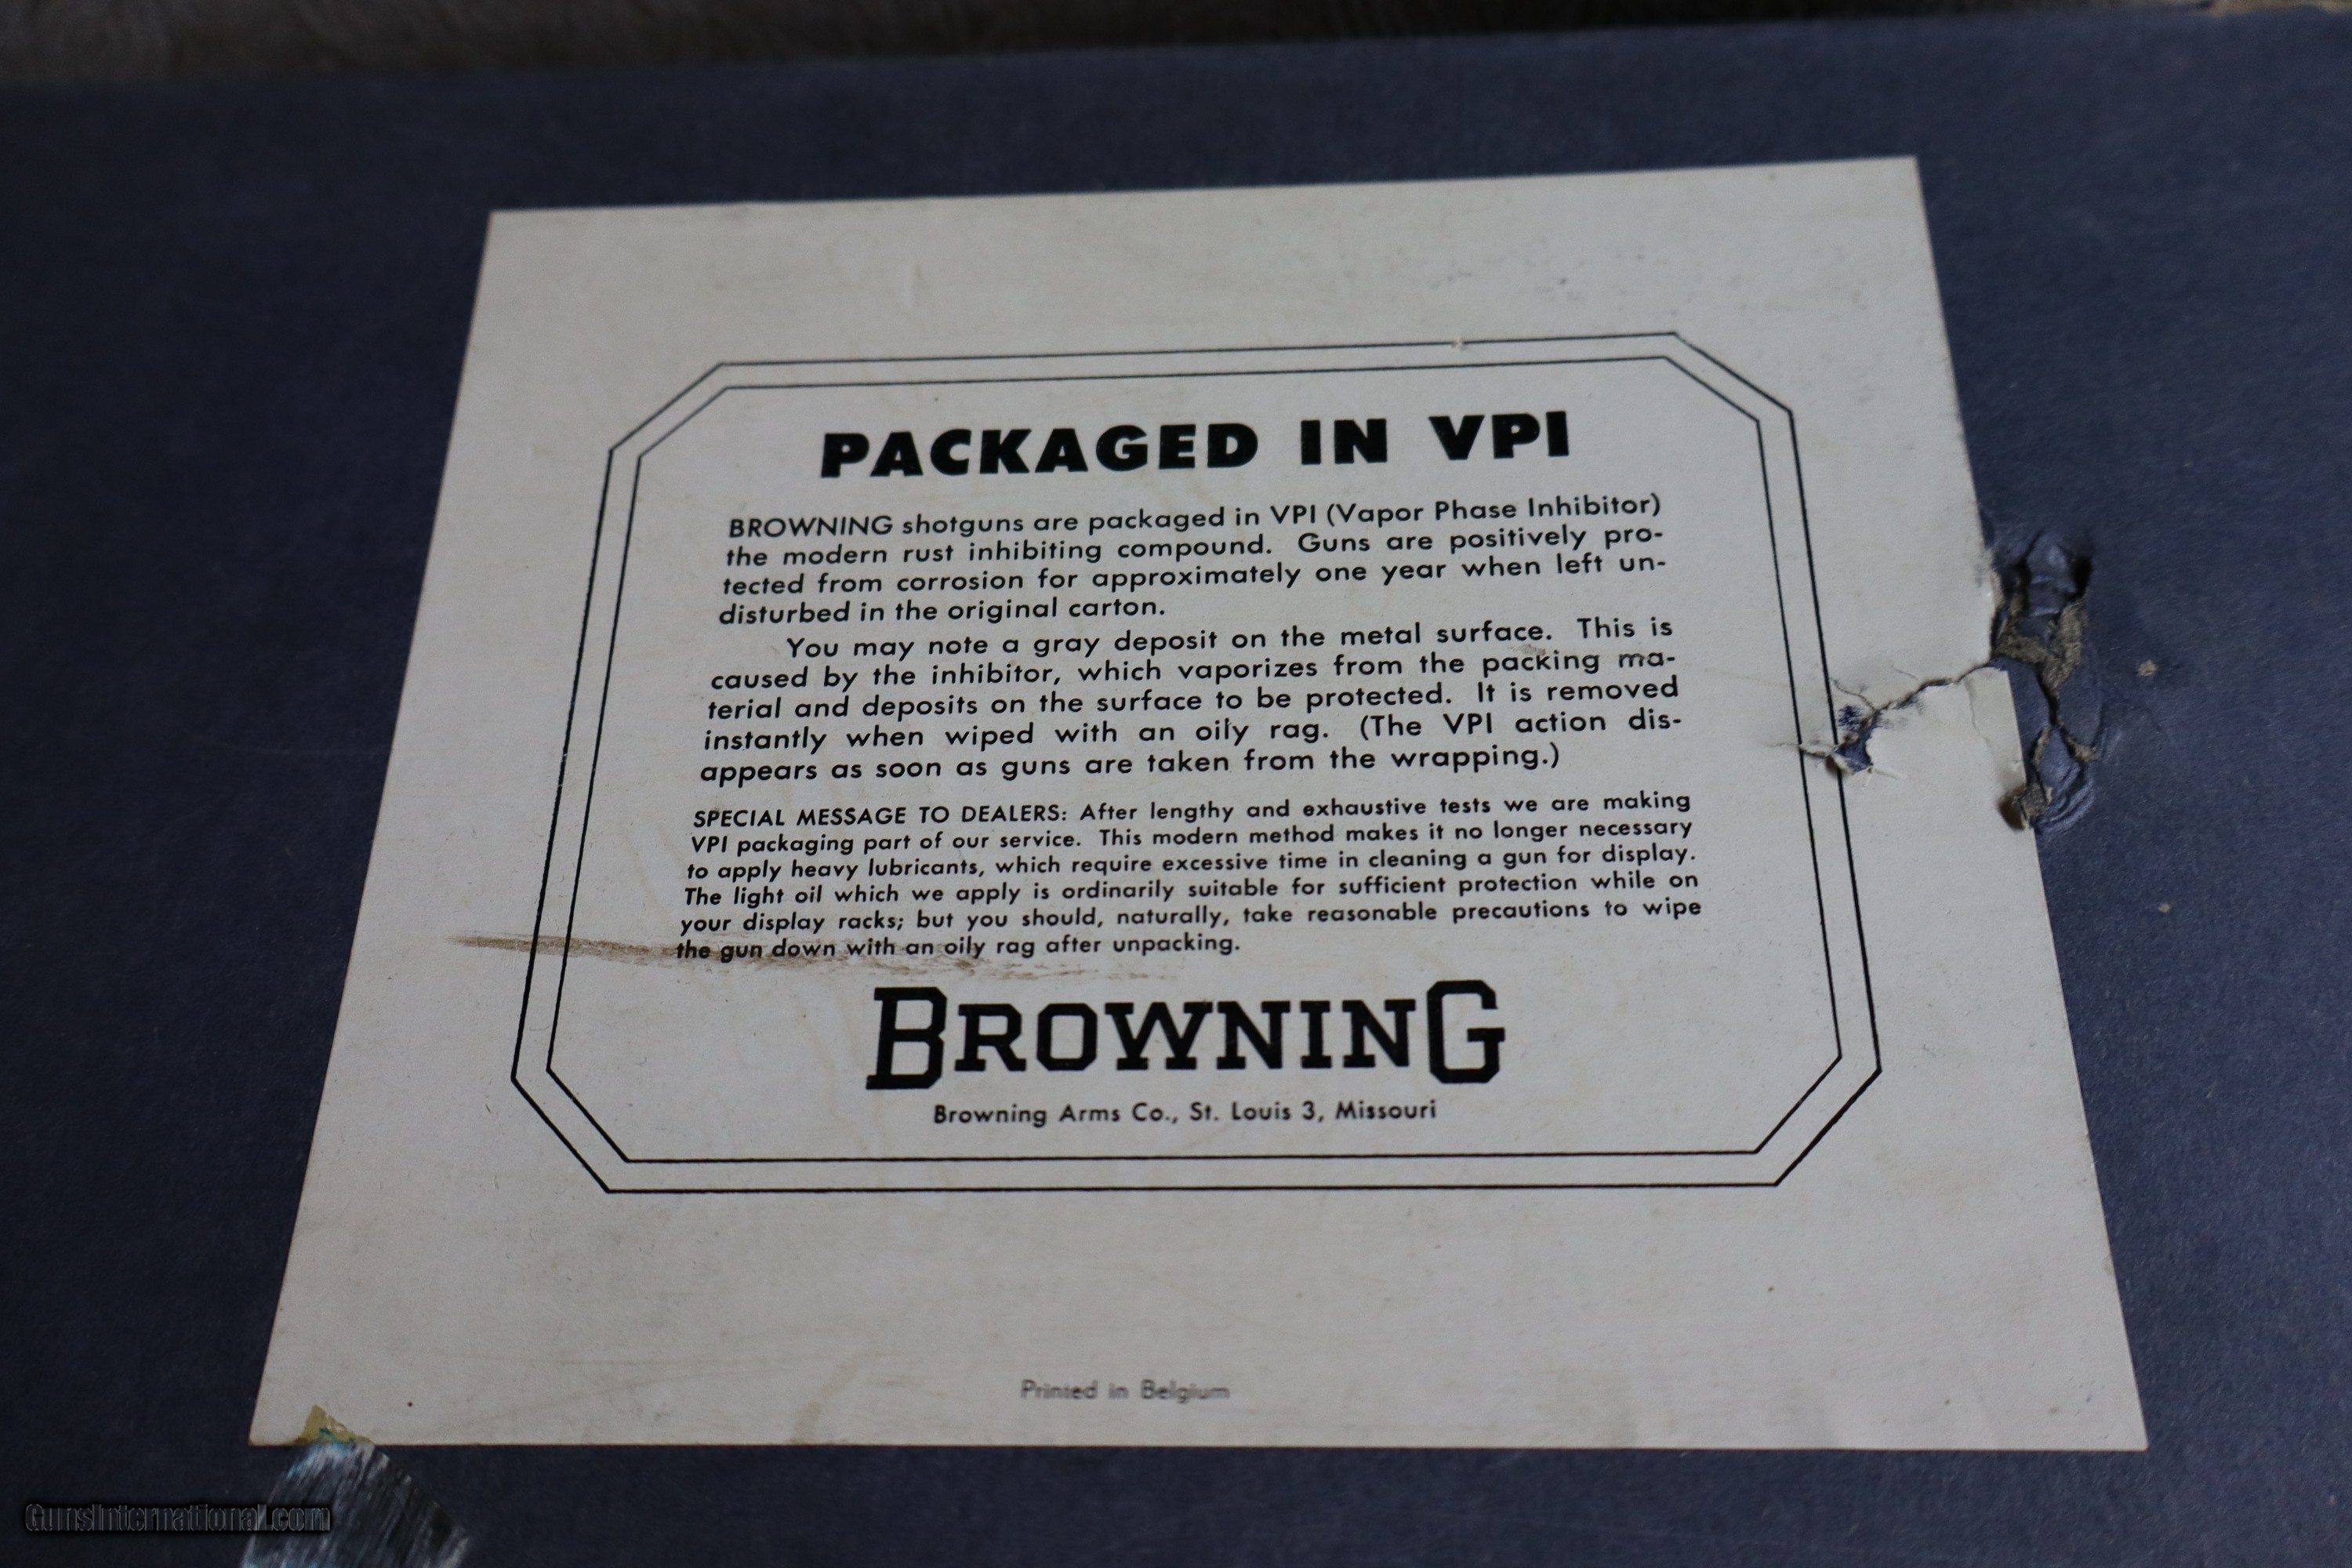 PACKAGED IN VPI
BROWNING shotguns are packaged in VPI (Vapor Phase Inhibitor)
the modern rust inhibiting compound. Guns are positively pro-
tected from corrosion for approximately one year when left un-
disturbed in the original carton.
You may note a gray deposit on the metal surface. This is
caused by the inhibitor, which vaporizes from the packing ma-
terial and deposits on the surface to be protected. It is removed
instantly when wiped with an oily rag. (The VPI action dis-
appears as soon as guns are taken from the wrapping.)
SPECIAL MESSAGE TO DEALERS: After lengthy and exhaustive tests we are making
VPI packaging part of our service. This modern method makes it no longer necessary
to apply heavy lubricants, which require excessive time in cleaning a gun for display.
The light oil which we apply is ordinarily suitable for sufficient protection while on
your display racks; but you should, naturally, take reasonable precautions to wipe
the gun down with an oily rag after unpacking.
BROWNING
Browning Arms Co., St. Louis 3, Missouri
Printed in Belgium
GunsInternational.com